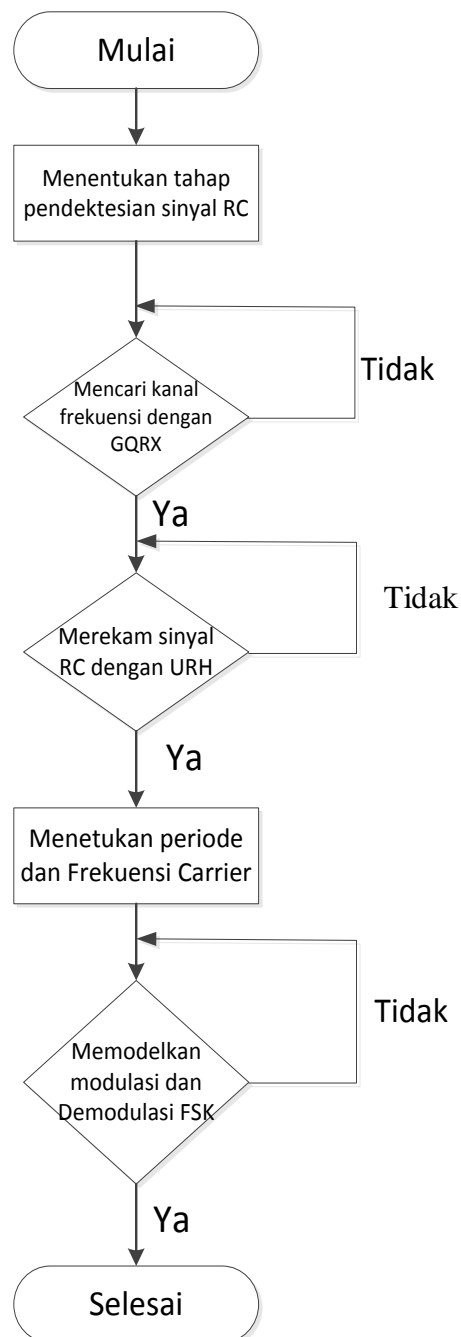 Mulai
Menentukan tahap
pendektesian sinyal RC
Tidak
Mencari kanal
frekuensi dengan
GQRX
Ya
Tidak
Merekam sinyal
RC dengan URH
Ya
Menetukan periode
dan Frekuensi Carrier
Tidak
Memodelkan
modulasi dan
Demodulasi FSK
Ya
Selesai